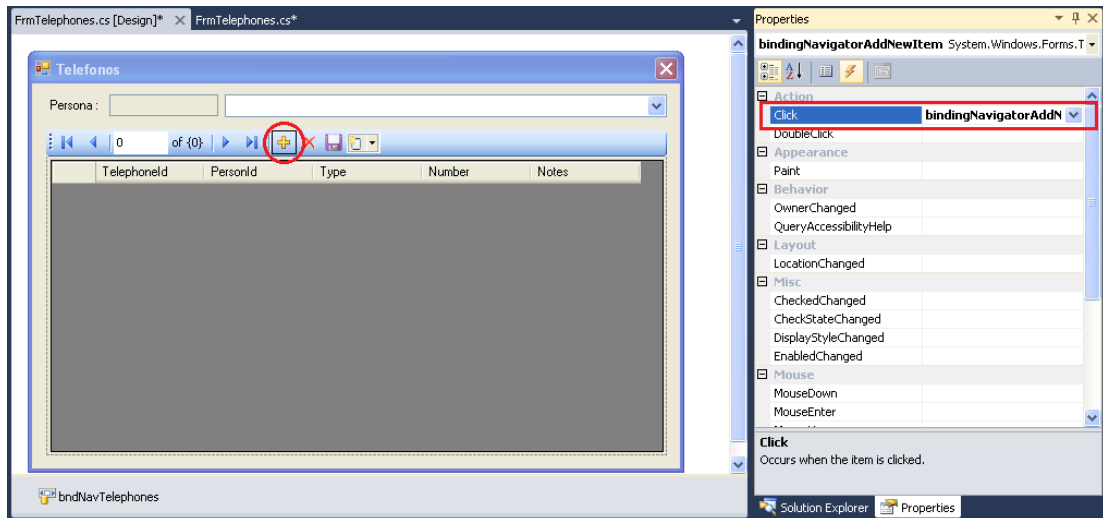 FrmTelephones.cs [Design]* FrmTelephones.cs*
Telefonos
Persona :
0 of {0}
TelephoneId PersonId Type Number Notes
bndNavTelephones
Properties
bindingNavigatorAddNewItem System.Windows.Forms.T
Action
Click bindingNavigatorAddN
DoubleClick
Appearance
Paint
Behavior
OwnerChanged
QueryAccessibilityHelp
Layout
LocationChanged
Misc
CheckedChanged
CheckStateChanged
DisplayStyleChanged
EnabledChanged
Mouse
MouseDown
MouseEnter
Click
Occurs when the item is clicked.
Solution Explorer Properties